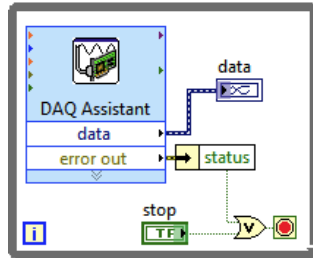 data
DAQ Assistant
data
error out
status
stop
TF
i
V